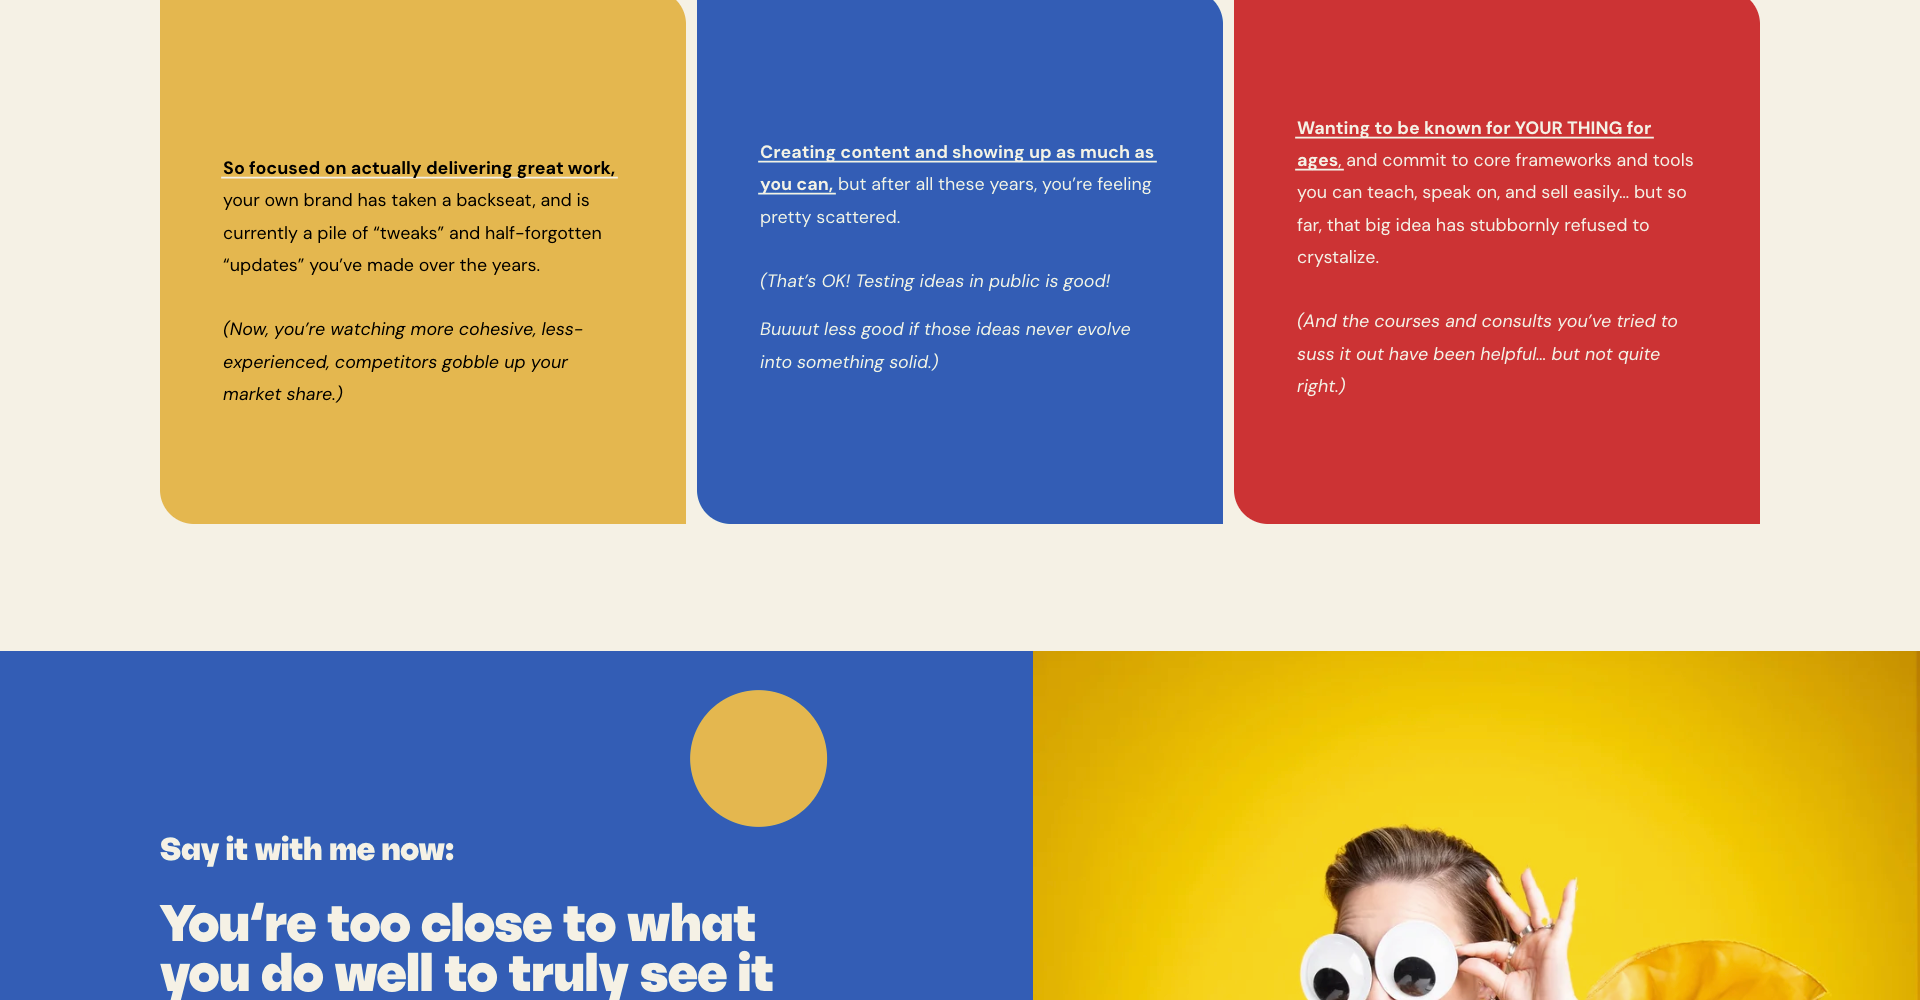 So focused on actually delivering great work,
your own brand has taken a backseat, and is
currently a pile of “tweaks” and half-forgotten
“updates” you’ve made over the years.
(Now, you’re watching more cohesive, less-
experienced, competitors gobble up your
market share.)
Creating content and showing up as much as
you can, but after all these years, you’re feeling
pretty scattered.
(That’s OK! Testing ideas in public is good!
Buuuut less good if those ideas never evolve
into something solid.)
Wanting to be known for YOUR THING for
ages, and commit to core frameworks and tools
you can teach, speak on, and sell easily... but so
far, that big idea has stubbornly refused to
crystalize.
(And the courses and consults you’ve tried to
suss it out have been helpful... but not quite
right.)
Say it with me now:
You‘re too close to what
you do well to truly see it